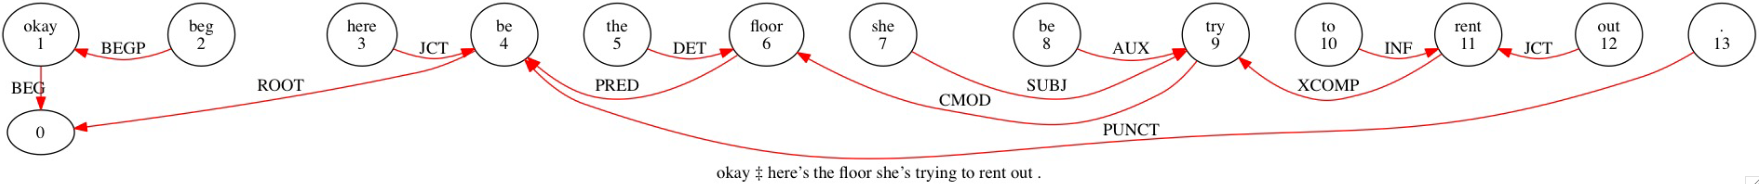 okay beg here be the floor she be try to rent out .
1 2 3 4 5 6 7 8 9 10 11 12 13
BEGP JCT DET AUX INF JCT
BEG ROOT PRED SUBJ XCOMP
CMOD
0 PUNCT
okay ‡ here's the floor she's trying to rent out .